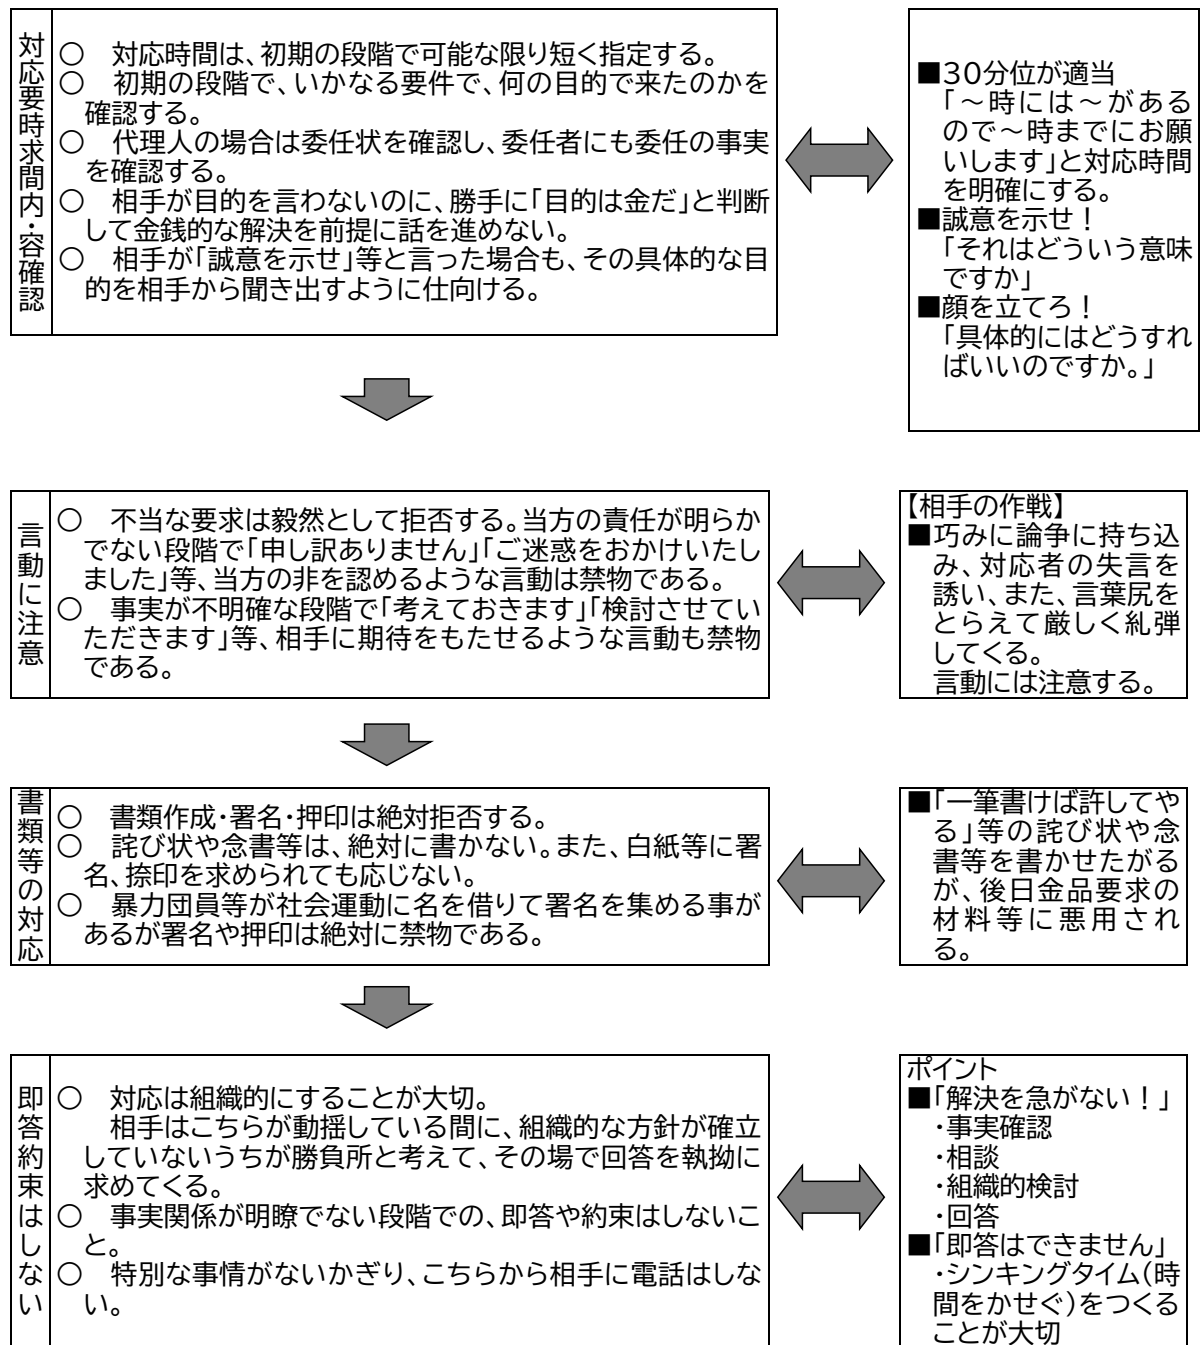 対応要時求間内・容確認
○　対応時間は、初期の段階で可能な限り短く指定する。
○　初期の段階で、いかなる要件で、何の目的で来たのかを
確認する。
○　代理人の場合は委任状を確認し、委任者にも委任の事実
を確認する。
○　相手が目的を言わないのに、勝手に「目的は金だ」と判断
して金銭的な解決を前提に話を進めない。
○　相手が「誠意を示せ」等と言った場合も、その具体的な目
的を相手から聞き出すように仕向ける。
■30分位が適当
「～時には～がある
ので～時までにお願
いします」と対応時間
を明確にする。
■誠意を示せ！
「それはどういう意味
ですか」
■顔を立てろ！
「具体的にはどうすれ
ばいいのですか。」
言動に注意
○　不当な要求は毅然として拒否する。当方の責任が明らか
でない段階で「申し訳ありません」「ご迷惑をおかけいたし
ました」等、当方の非を認めるような言動は禁物である。
○　事実が不明確な段階で「考えておきます」「検討させてい
ただきます」等、相手に期待をもたせるような言動も禁物
である。
【相手の作戦】
■巧みに論争に持ち込
み、対応者の失言を
誘い、また、言葉尻を
とらえて厳しく糾弾
してくる。
言動には注意する。
書類等の対応
○　書類作成・署名・押印は絶対拒否する。
○　詫び状や念書等は、絶対に書かない。また、白紙等に署
名、捺印を求められても応じない。
○　暴力団員等が社会運動に名を借りて署名を集める事が
あるが署名や押印は絶対に禁物である。
■「一筆書けば許してや
る」等の詫び状や念
書等を書かせたがる
が、後日金品要求の
材料等に悪用され
る。
即答約束はしない
○　対応は組織的にすることが大切。
相手はこちらが動揺している間に、組織的な方針が確立
していないうちが勝負所と考えて、その場で回答を執拗に
求めてくる。
○　事実関係が明瞭でない段階での、即答や約束はしないこ
と。
○　特別な事情がないかぎり、こちらから相手に電話はしな
い。
ポイント
■「解決を急がない！」
・事実確認
・相談
・組織的検討
・回答
■「即答はできません」
・シンキングタイム(時
間をかせぐ)をつくる
ことが大切